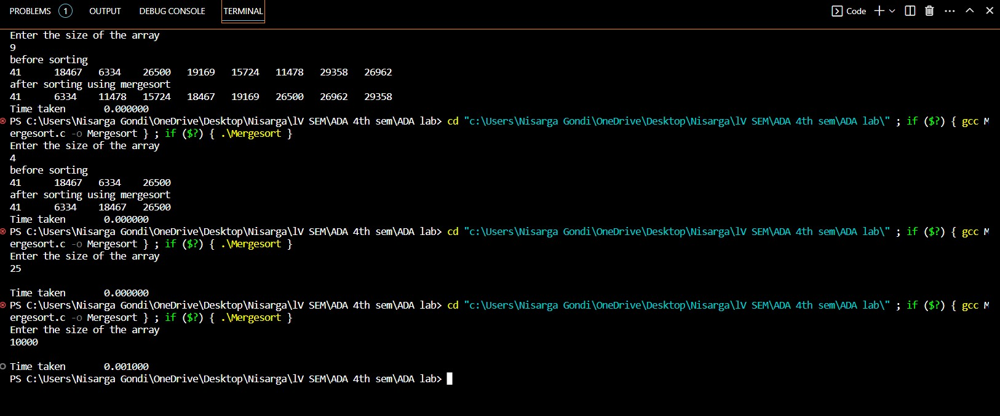 PROBLEMS 1 OUTPUT DEBUG CONSOLE TERMINAL Code
Enter the size of the array
9
before sorting
41 18467 6334 26500 19169 15724 11478 29358 26962
after sorting using mergesort
41 6334 11478 15724 18467 19169 26500 26962 29358
Time taken 0.000000
PS C:\Users\Nisarga Gondi\OneDrive\Desktop\Nisarga\lV SEM\ADA 4th sem\ADA lab> cd "c:\Users\Nisarga Gondi\OneDrive\Desktop\Nisarga\lV SEM\ADA 4th sem\ADA lab\" ; if ($?) { gcc M
ergesort.c -o Mergesort } ; if ($?) { .\Mergesort }
Enter the size of the array
4
before sorting
41 18467 6334 26500
after sorting using mergesort
41 6334 18467 26500
Time taken 0.000000
PS C:\Users\Nisarga Gondi\OneDrive\Desktop\Nisarga\lV SEM\ADA 4th sem\ADA lab> cd "c:\Users\Nisarga Gondi\OneDrive\Desktop\Nisarga\lV SEM\ADA 4th sem\ADA lab\" ; if ($?) { gcc M
ergesort.c -o Mergesort } ; if ($?) { .\Mergesort }
Enter the size of the array
25
Time taken 0.000000
PS C:\Users\Nisarga Gondi\OneDrive\Desktop\Nisarga\lV SEM\ADA 4th sem\ADA lab> cd "c:\Users\Nisarga Gondi\OneDrive\Desktop\Nisarga\lV SEM\ADA 4th sem\ADA lab\" ; if ($?) { gcc M
ergesort.c -o Mergesort } ; if ($?) { .\Mergesort }
Enter the size of the array
10000
Time taken 0.001000
PS C:\Users\Nisarga Gondi\OneDrive\Desktop\Nisarga\lV SEM\ADA 4th sem\ADA lab>